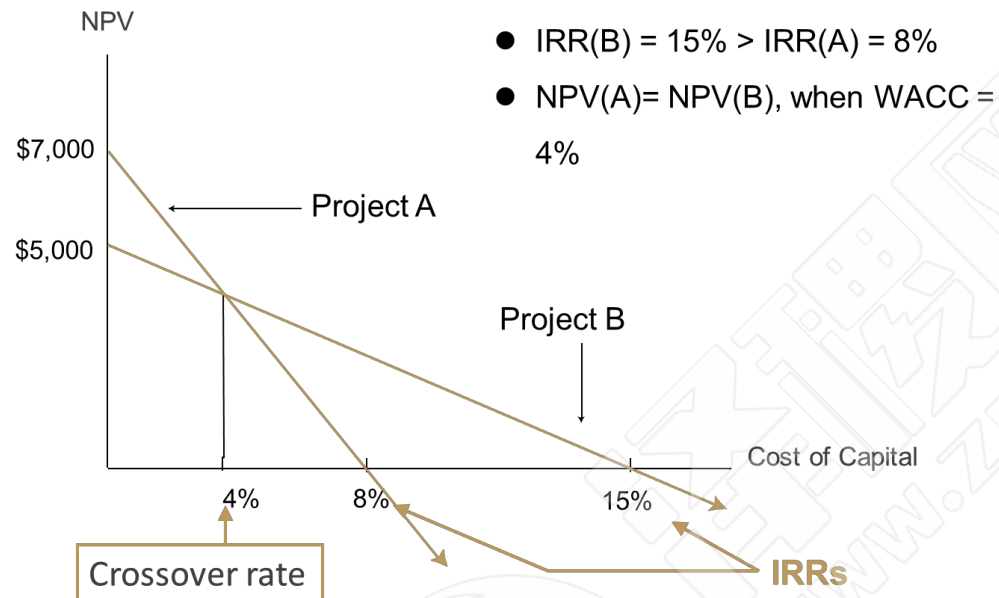 NPV
● IRR(B) = 15% > IRR(A) = 8%
● NPV(A)= NPV(B), when WACC =
4%
$7,000
Project A
$5,000
Project B
Cost of Capital
4%
8%
15%
Crossover rate
IRRs